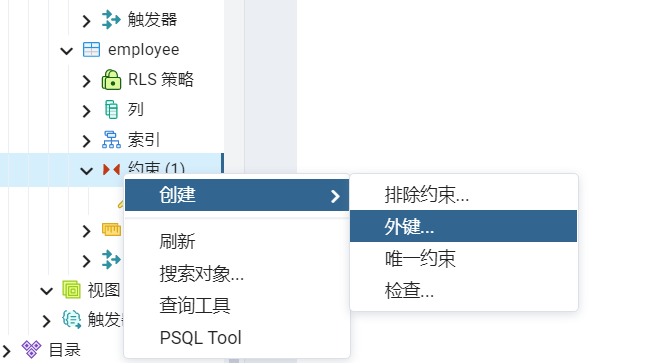 触发器
employee
RLS 策略
列
索引
约束 (1)
创建
排除约束...
外键...
刷新
唯一约束
搜索对象...
检查...
视图
查询工具
触发
PSQL Tool
目录